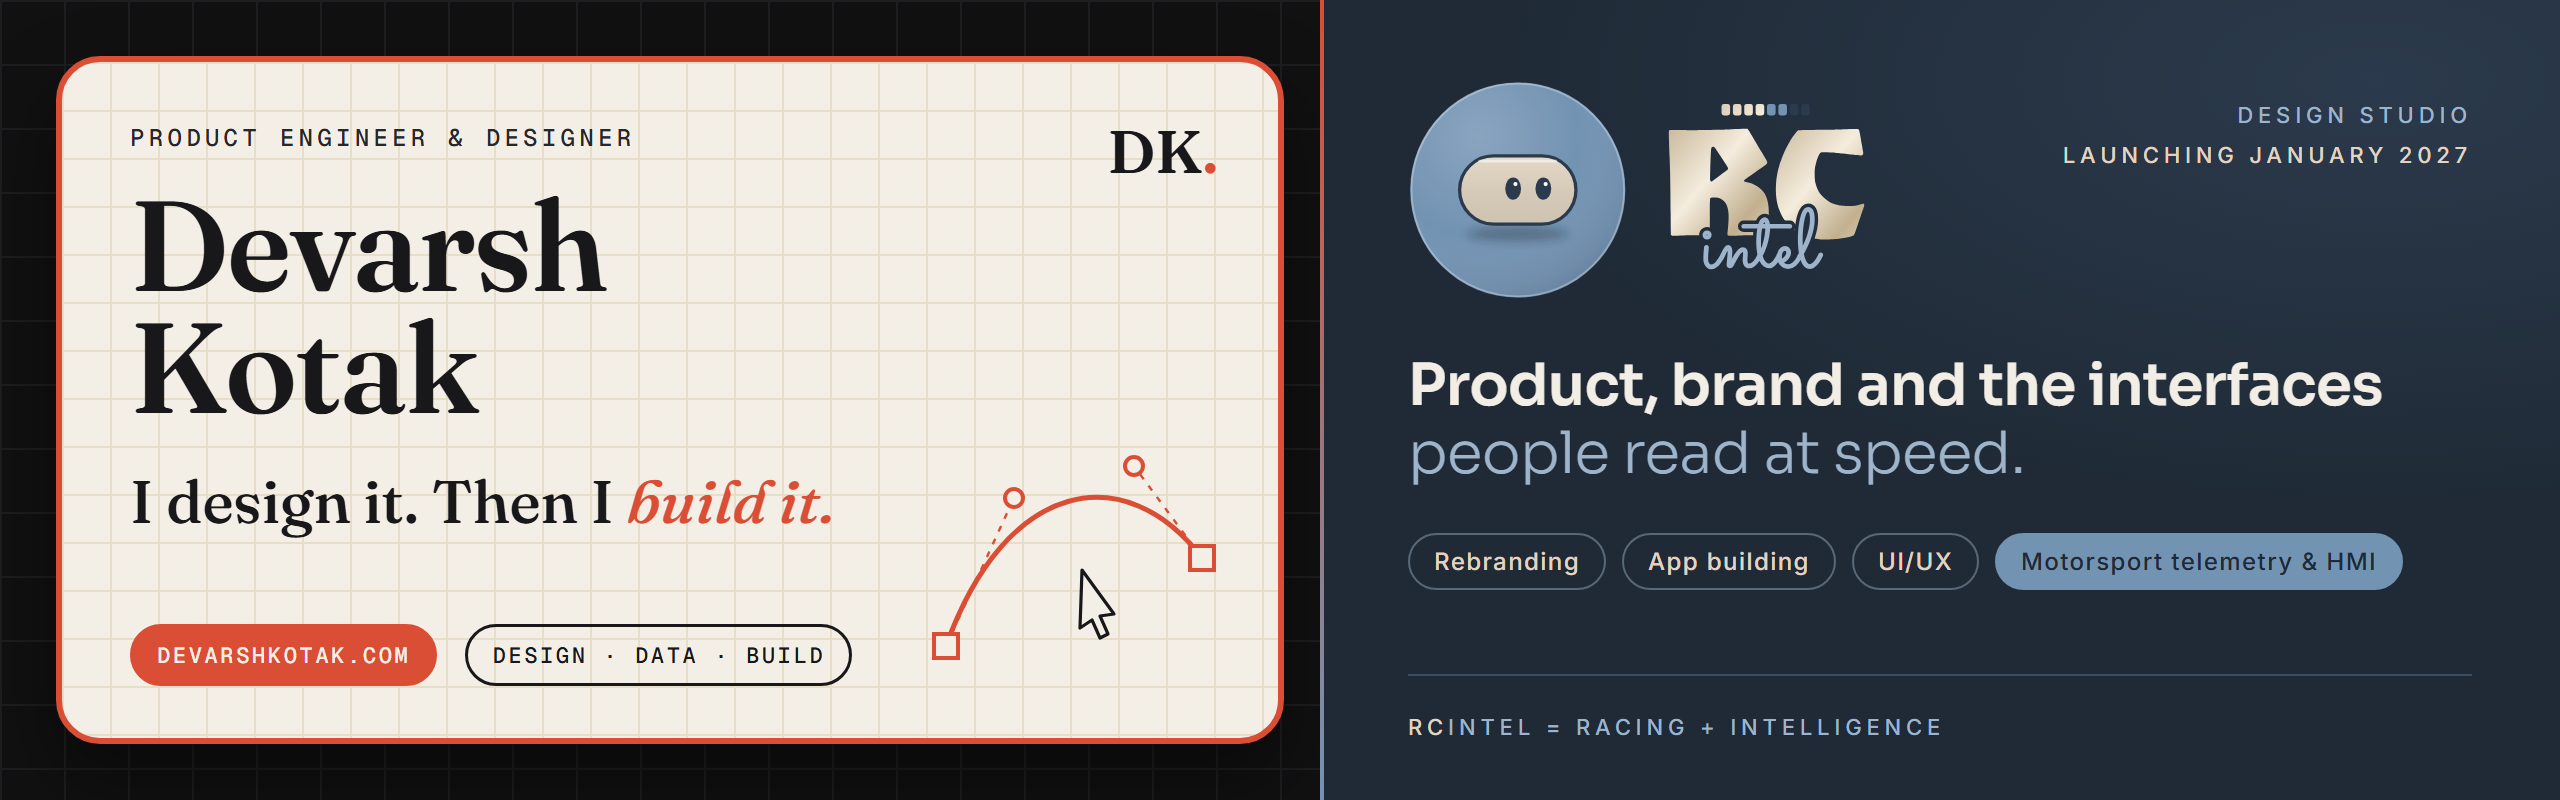 PRODUCT ENGINEER & DESIGNER
DK.
Devarsh
Kotak
I design it. Then I build it.
DEVARSHKOTAK.COM
DESIGN · DATA · BUILD
RC
intel
DESIGN STUDIO
LAUNCHING JANUARY 2027
Product, brand and the interfaces
people read at speed.
Rebranding
App building
UI/UX
Motorsport telemetry & HMI
RCINTEL = RACING + INTELLIGENCE